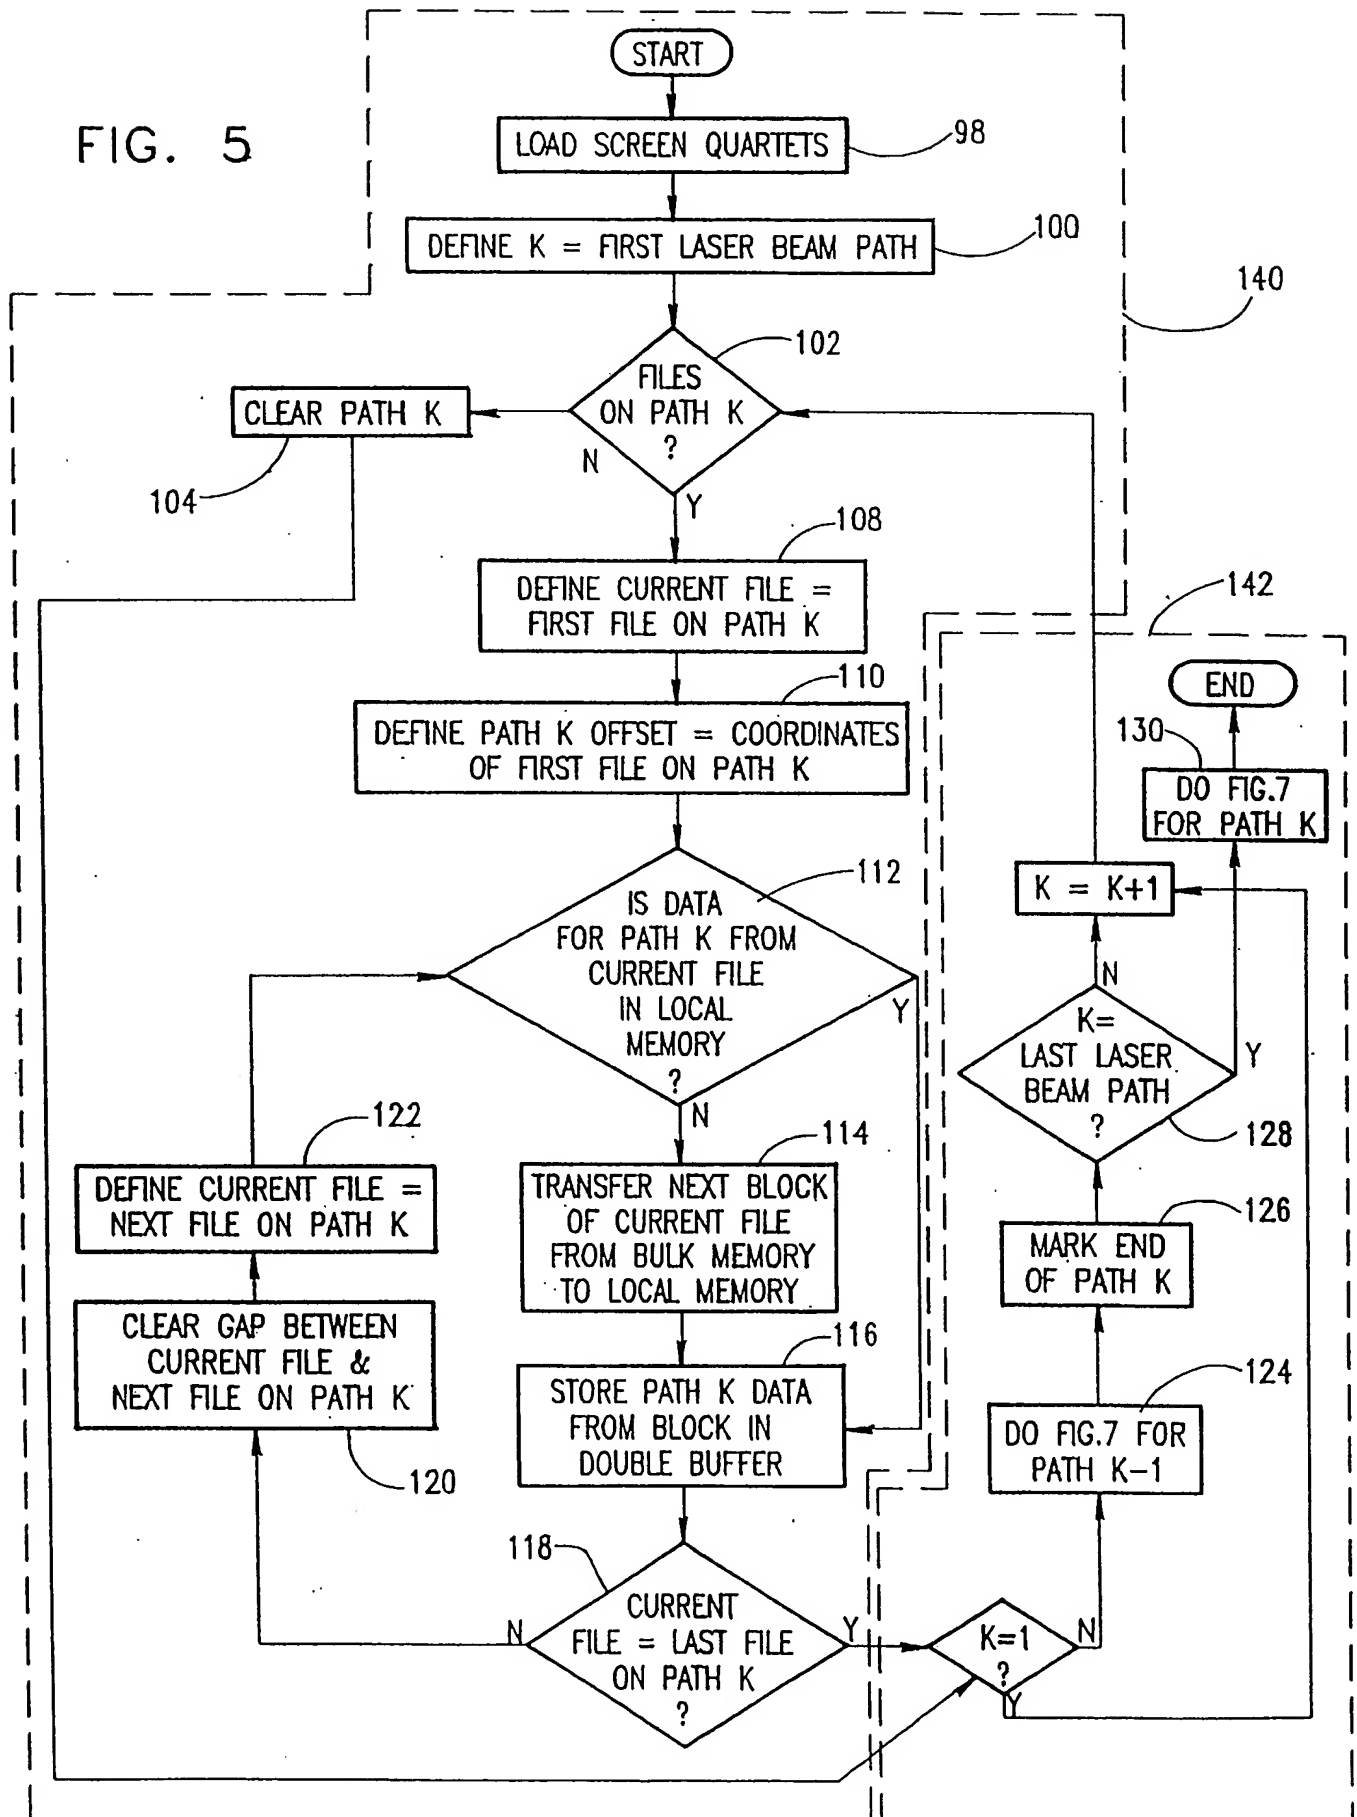 FIG. 5
START
LOAD SCREEN QUARTETS
98
DEFINE K = FIRST LASER BEAM PATH
100
140
102
FILES
ON PATH K
?
N
Y
CLEAR PATH K
104
108
DEFINE CURRENT FILE =
FIRST FILE ON PATH K
142
110
DEFINE PATH K OFFSET = COORDINATES
OF FIRST FILE ON PATH K
END
130
DO FIG.7
FOR PATH K
112
IS DATA
FOR PATH K FROM
CURRENT FILE
IN LOCAL
MEMORY
?
Y
N
K = K+1
N
K=
LAST LASER
BEAM PATH
?
Y
128
122
DEFINE CURRENT FILE =
NEXT FILE ON PATH K
114
TRANSFER NEXT BLOCK
OF CURRENT FILE
FROM BULK MEMORY
TO LOCAL MEMORY
126
MARK END
OF PATH K
CLEAR GAP BETWEEN
CURRENT FILE &
NEXT FILE ON PATH K
120
116
STORE PATH K DATA
FROM BLOCK IN
DOUBLE BUFFER
124
DO FIG.7 FOR
PATH K-1
118
CURRENT
FILE = LAST FILE
ON PATH K
?
N
Y
K=1
?
N
Y